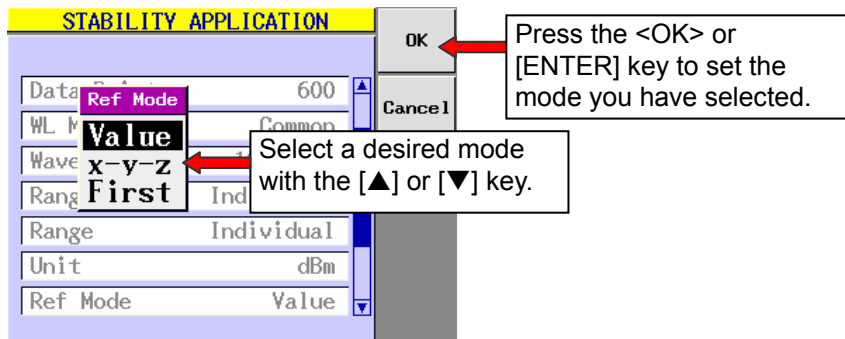 STABILITY APPLICATION
OK
Press the <OK> or
[ENTER] key to set the
mode you have selected.
Cancel
Data
600
Ref Mode
Value
x-y-z
First
WL
Common
Wave
Select a desired mode
with the [▲] or [▼] key.
Rang
Ind
Range Individual
Unit dBm
Ref Mode Value